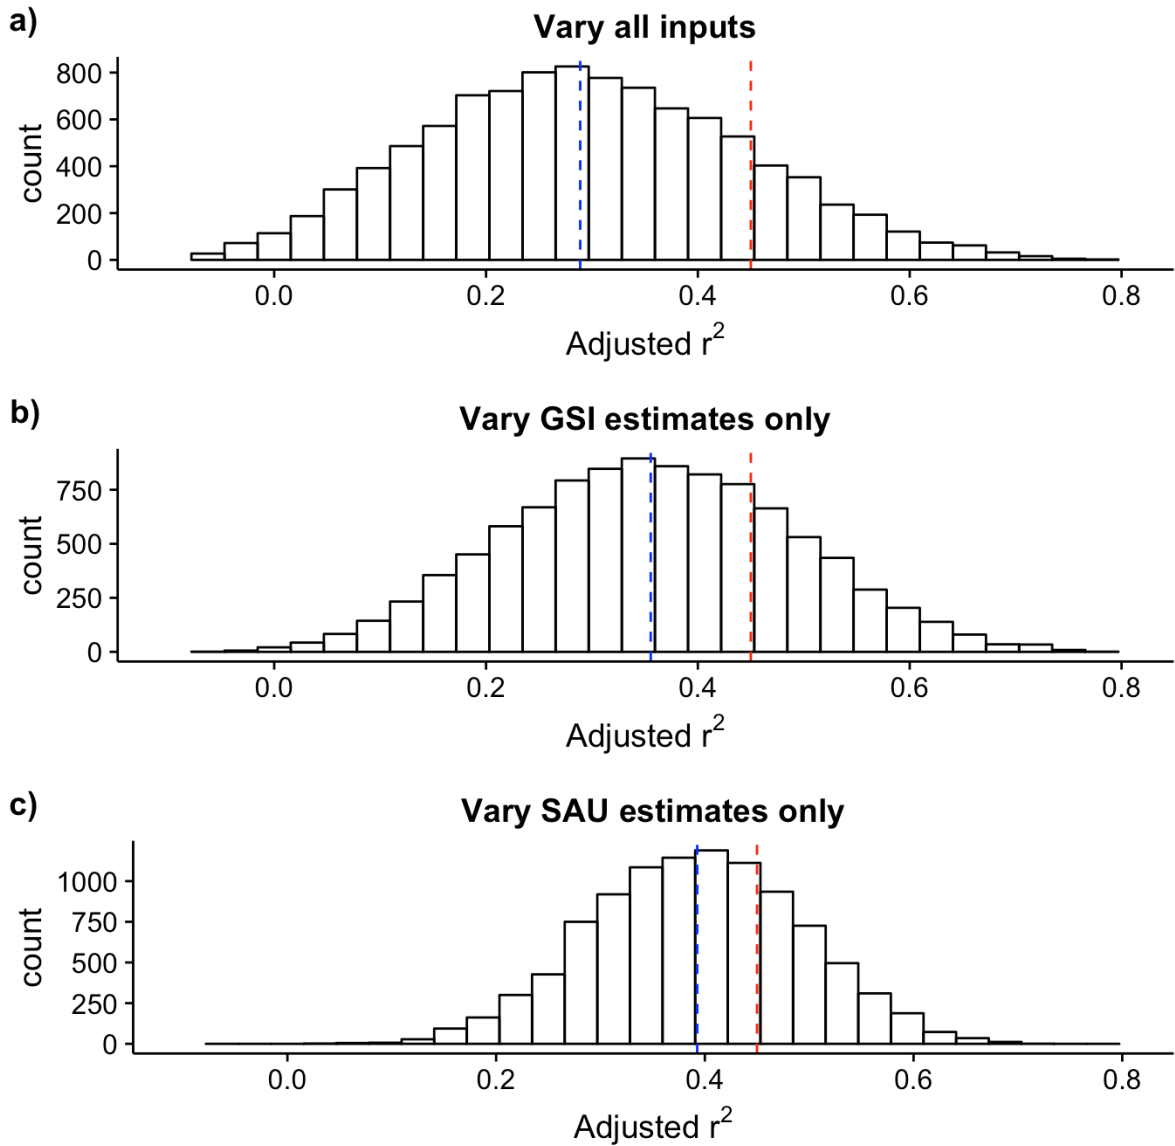 a)
Vary all inputs
count
800
600
400
200
0
0.0 0.2 0.4 0.6 0.8
Adjusted r²
b)
Vary GSI estimates only
count
750
500
250
0
0.0 0.2 0.4 0.6 0.8
Adjusted r²
c)
Vary SAU estimates only
count
1000
750
500
250
0
0.0 0.2 0.4 0.6 0.8
Adjusted r²